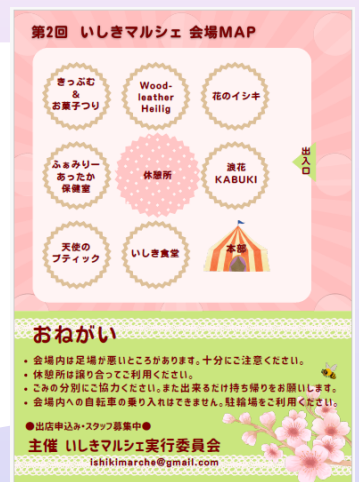 第2回 いしきマルシェ 会場MAP
きっぷむ
&
お菓子つり
Wood-
leather
Heilig
花のイシキ
ふぁみりー
あったか
保健室
休憩所
浪花
KABUKI
出入口
天使の
ブティック
いしき食堂
本部
おねがい
• 会場内は足場が悪いところがあります。十分にご注意ください。
• 休憩所は譲り合ってご利用ください。
• ごみの分別にご協力ください。また出来るだけ持ち帰りをお願いします。
• 会場内への自転車の乗り入れはできません。駐輪場をご利用ください。
●出店申込み・スタッフ募集中●
主催 いしきマルシェ実行委員会
ishikimarche@gmail.com